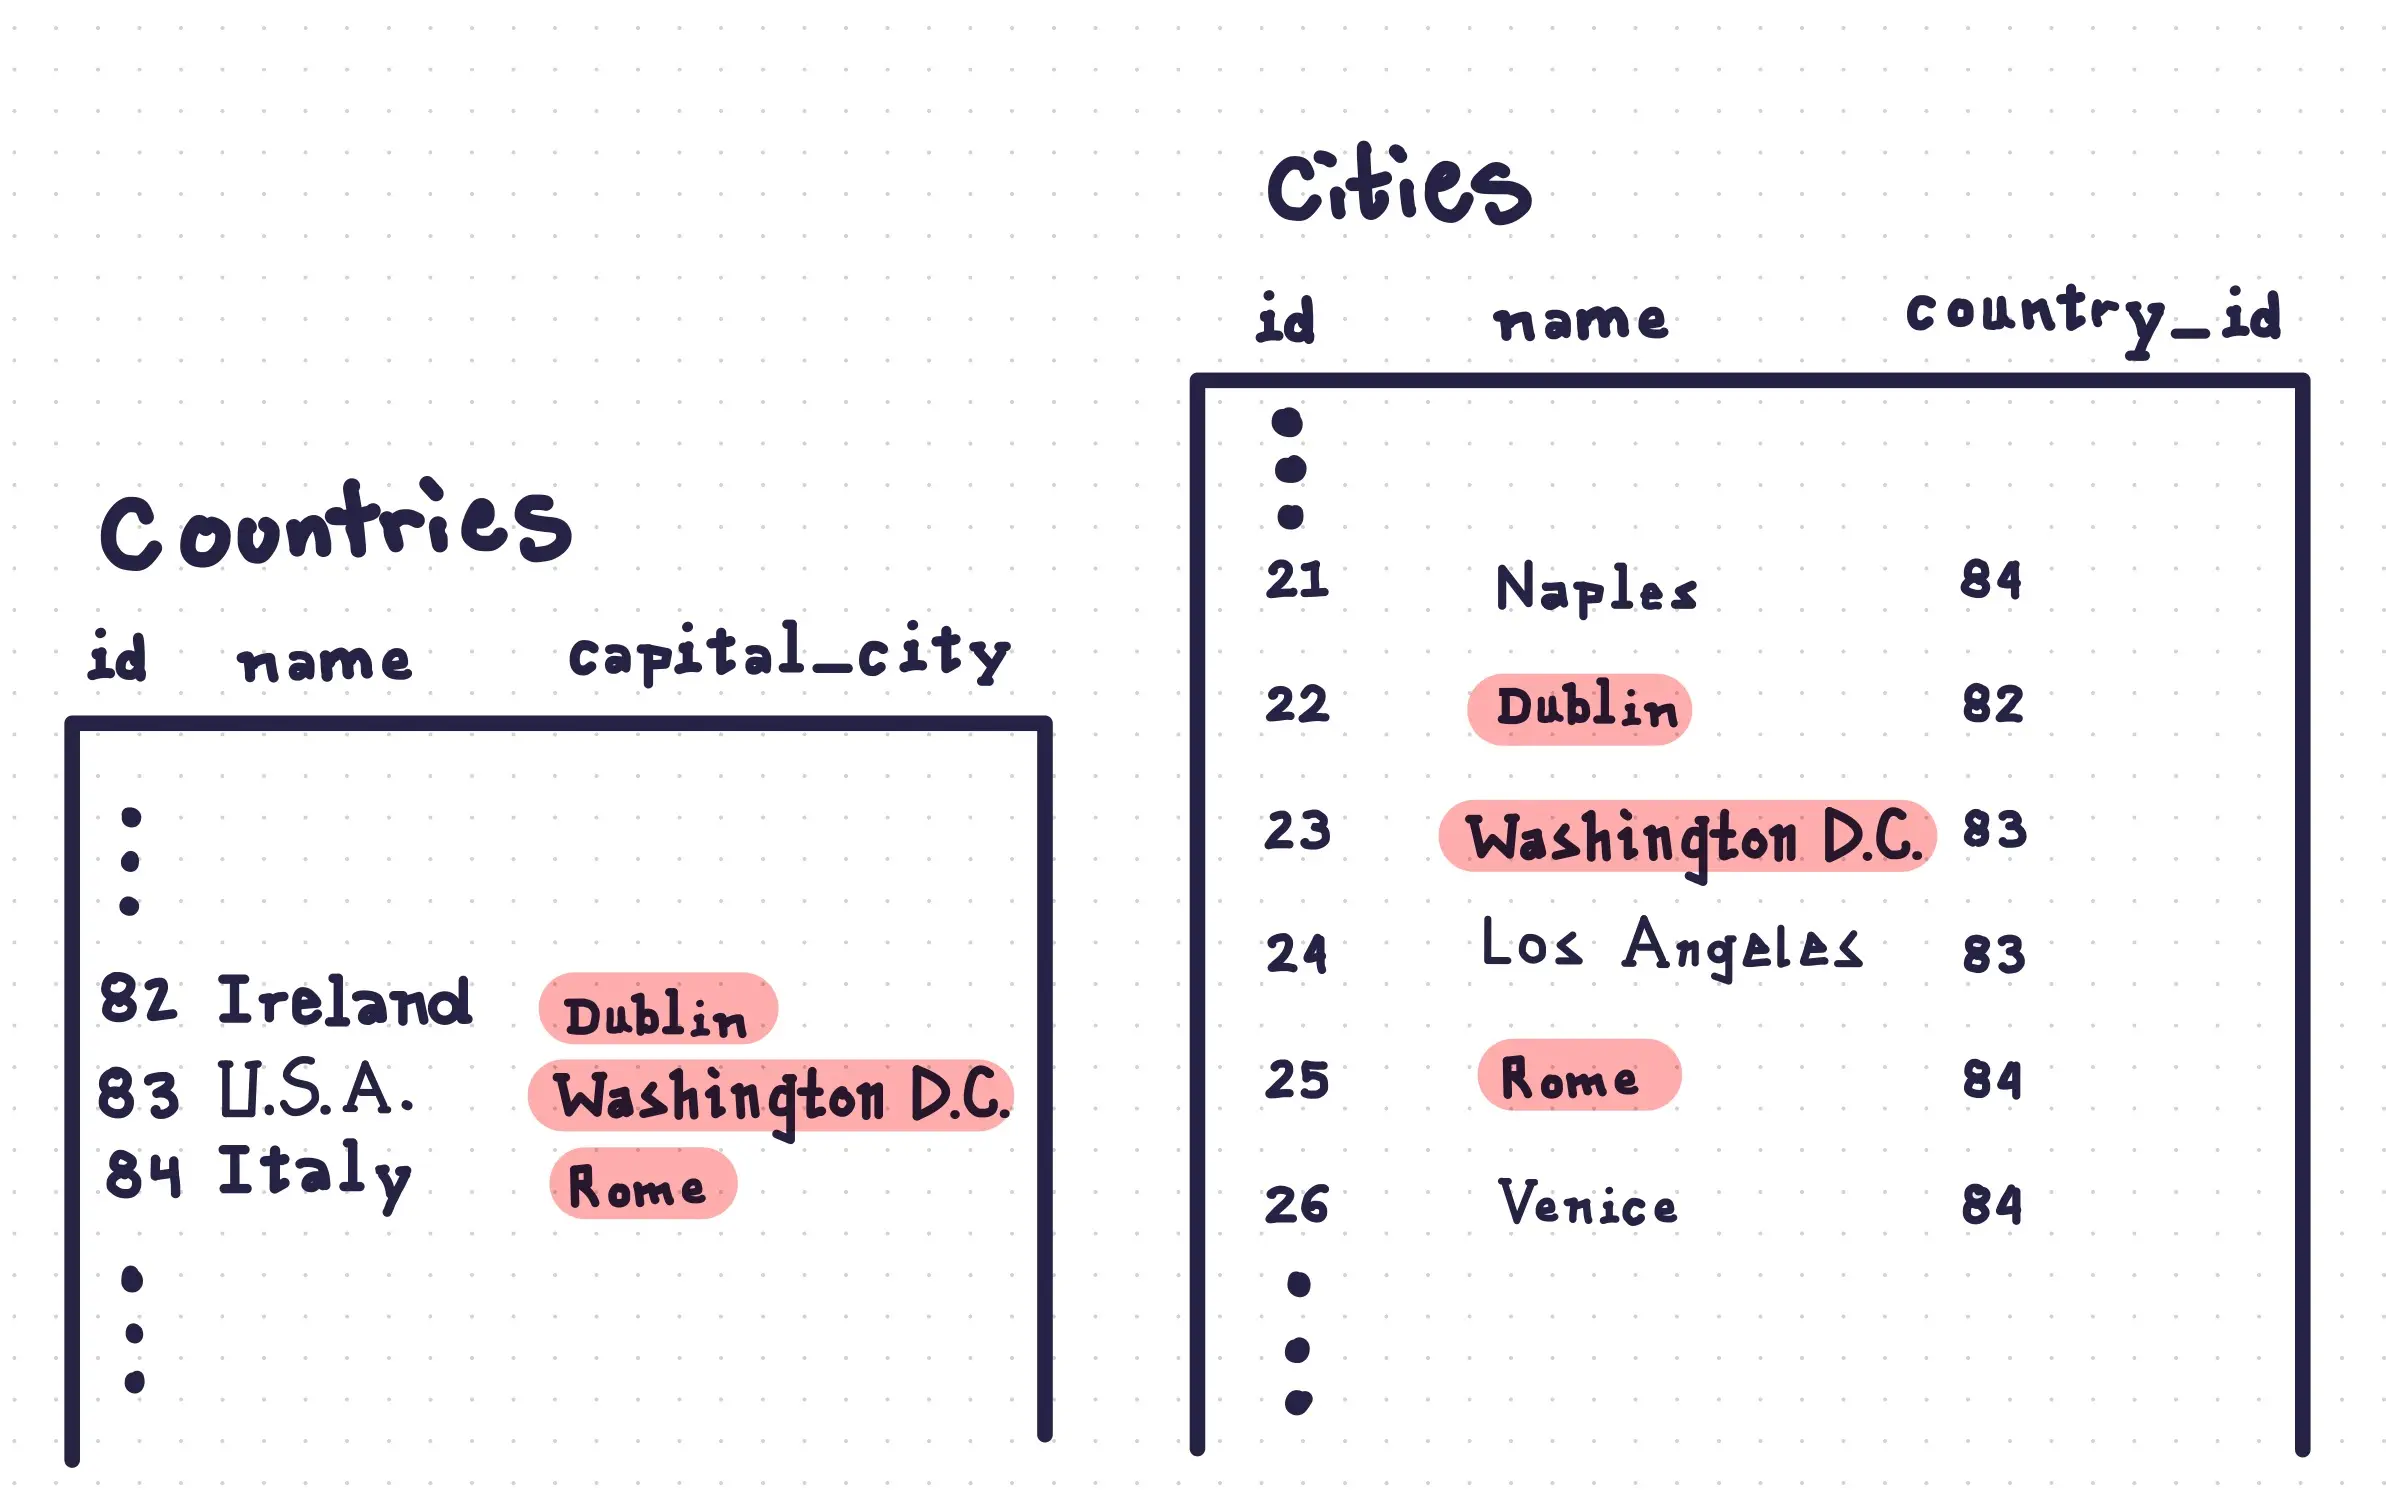 Countries
id name capital_city
82 Ireland Dublin
83 U.S.A. Washington D.C.
84 Italy Rome
Cities
id name country_id
21 Naples 84
22 Dublin 82
23 Washington D.C. 83
24 Los Angeles 83
25 Rome 84
26 Venice 84